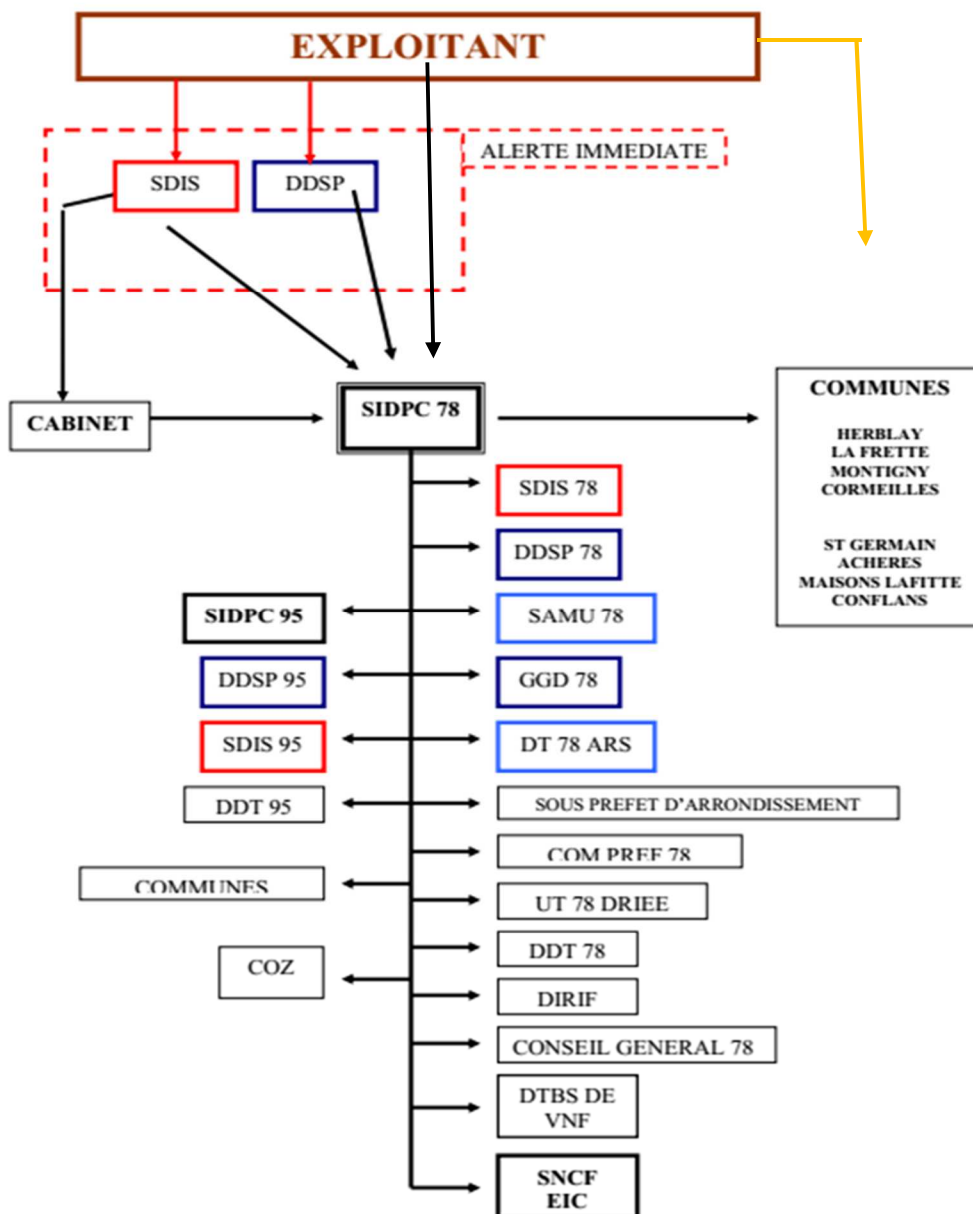 EXPLOITANT
ALERTE IMMEDIATE
SDIS
DDSP
CABINET
SIDPC 78
COMMUNES
HERBLAY
LA FRETTE
MONTIGNY
CORMEILLES
ST GERMAIN
ACHERES
MAISONS LAFITTE
CONFLANS
SDIS 78
DDSP 78
SIDPC 95
SAMU 78
DDSP 95
GGD 78
SDIS 95
DT 78 ARS
DDT 95
SOUS PREFET D'ARRONDISSEMENT
COM PREF 78
COMMUNES
UT 78 DRIEE
DDT 78
COZ
DIRIF
CONSEIL GENERAL 78
DTBS DE
VNF
SNCF
EIC